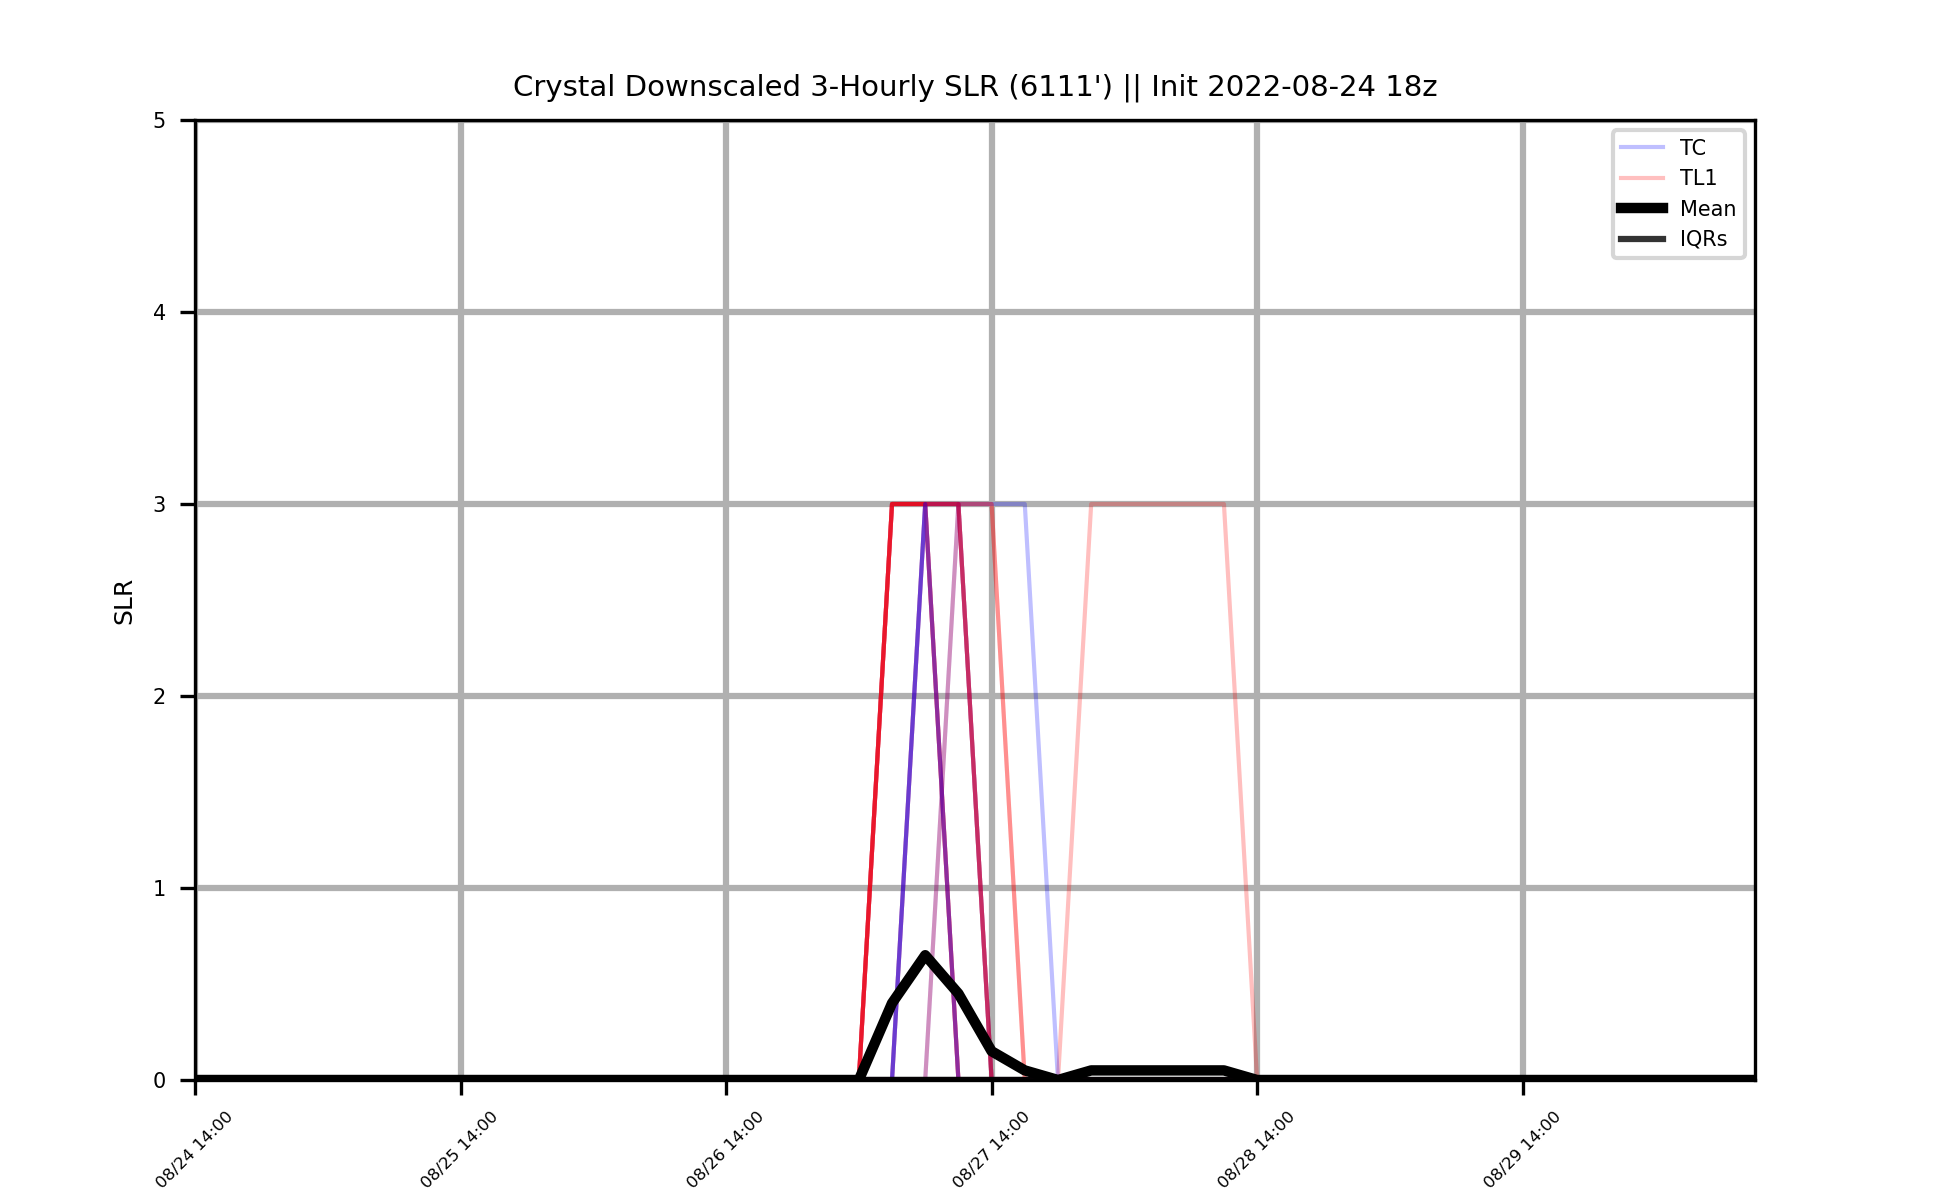 Crystal Downscaled 3-Hourly SLR (6111') || Init 2022-08-24 18z
TC
TL1
Mean
IQRs
5
4
3
2
1
0
SLR
08/24 14:00
08/25 14:00
08/26 14:00
08/27 14:00
08/28 14:00
08/29 14:00